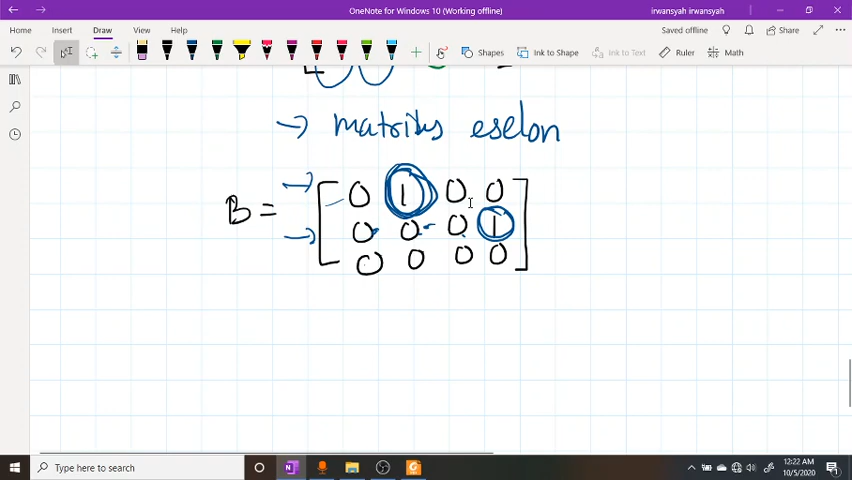 OneNote for Windows 10 (Working offline)
irwansyah irwansyah
Home Insert Draw View Help
Saved offline Share
Shapes Ink to Shape Ink to Text Ruler Math
→ matriks eselon
B = [ 0 1 0 0
0 0 0 1
0 0 0 0 ]
Type here to search
12:22 AM
10/5/2020